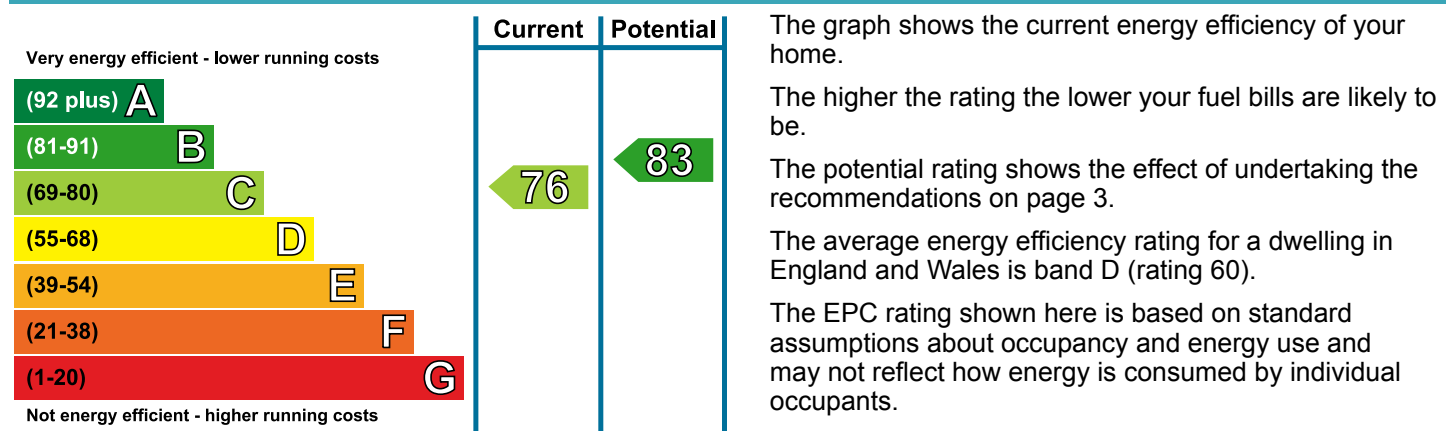 Current Potential
Very energy efficient - lower running costs
(92 plus) A
(81-91) B
(69-80) C
(55-68) D
(39-54) E
(21-38) F
(1-20) G
Not energy efficient - higher running costs
76
83
The graph shows the current energy efficiency of your
home.
The higher the rating the lower your fuel bills are likely to
be.
The potential rating shows the effect of undertaking the
recommendations on page 3.
The average energy efficiency rating for a dwelling in
England and Wales is band D (rating 60).
The EPC rating shown here is based on standard
assumptions about occupancy and energy use and
may not reflect how energy is consumed by individual
occupants.